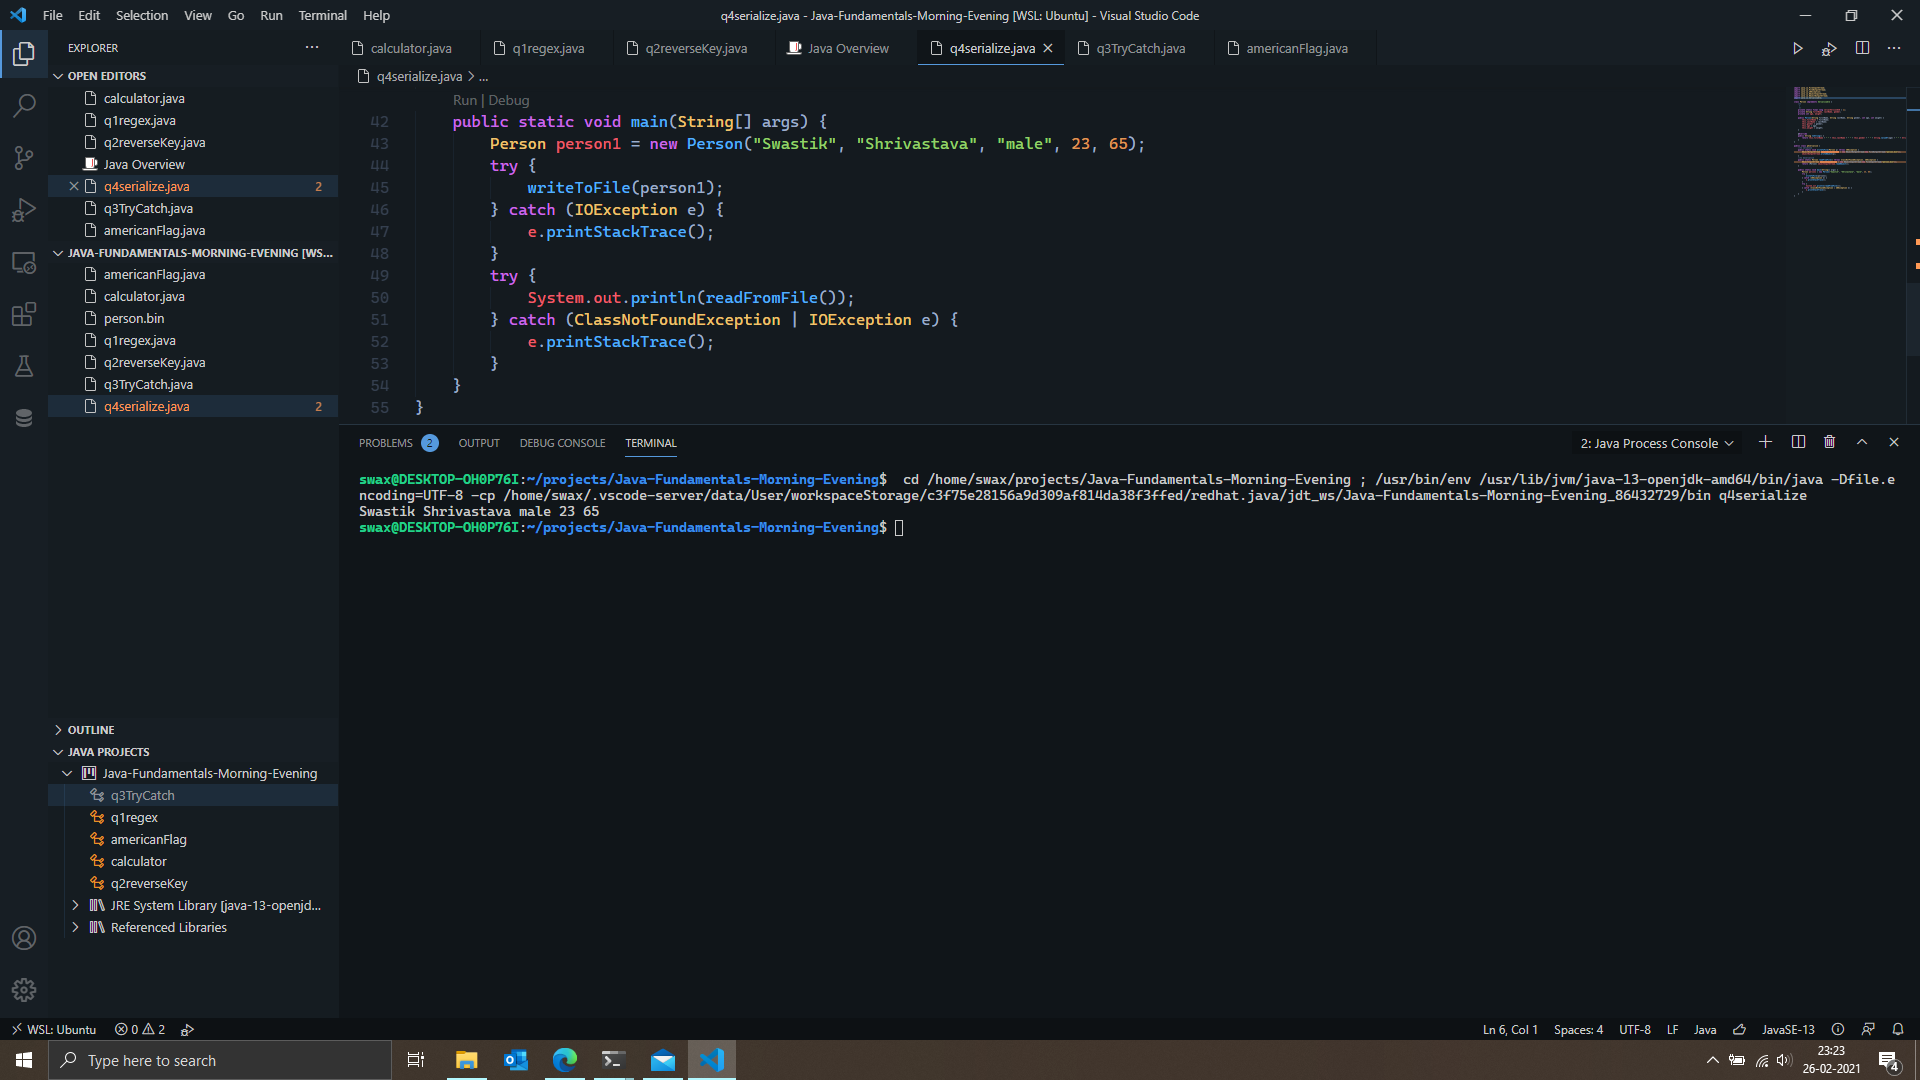 File Edit Selection View Go Run Terminal Help
q4serialize.java - Java-Fundamentals-Morning-Evening [WSL: Ubuntu] - Visual Studio Code
EXPLORER
OPEN EDITORS
calculator.java
q1regex.java
q2reverseKey.java
Java Overview
q4serialize.java 2
q3TryCatch.java
americanFlag.java
JAVA-FUNDAMENTALS-MORNING-EVENING [WS...
americanFlag.java
calculator.java
person.bin
q1regex.java
q2reverseKey.java
q3TryCatch.java
q4serialize.java 2
OUTLINE
JAVA PROJECTS
Java-Fundamentals-Morning-Evening
q3TryCatch
q1regex
americanFlag
calculator
q2reverseKey
JRE System Library [java-13-openjd...
Referenced Libraries
calculator.java q1regex.java q2reverseKey.java Java Overview q4serialize.java q3TryCatch.java americanFlag.java
q4serialize.java > ...
Run | Debug
42 public static void main(String[] args) {
43 Person person1 = new Person("Swastik", "Shrivastava", "male", 23, 65);
44 try {
45 writeToFile(person1);
46 } catch (IOException e) {
47 e.printStackTrace();
48 }
49 try {
50 System.out.println(readFromFile());
51 } catch (ClassNotFoundException | IOException e) {
52 e.printStackTrace();
53 }
54 }
55 }
PROBLEMS 2 OUTPUT DEBUG CONSOLE TERMINAL
2: Java Process Console
swax@DESKTOP-OH0P76I:~/projects/Java-Fundamentals-Morning-Evening$ cd /home/swax/projects/Java-Fundamentals-Morning-Evening ; /usr/bin/env /usr/lib/jvm/java-13-openjdk-amd64/bin/java -Dfile.e
ncoding=UTF-8 -cp /home/swax/.vscode-server/data/User/workspaceStorage/c3f75e28156a9d309af814da38f3ffed/redhat.java/jdt_ws/Java-Fundamentals-Morning-Evening_86432729/bin q4serialize
Swastik Shrivastava male 23 65
swax@DESKTOP-OH0P76I:~/projects/Java-Fundamentals-Morning-Evening$
WSL: Ubuntu 0 2
Ln 6, Col 1 Spaces: 4 UTF-8 LF Java JavaSE-13
Type here to search
23:23
26-02-2021
4